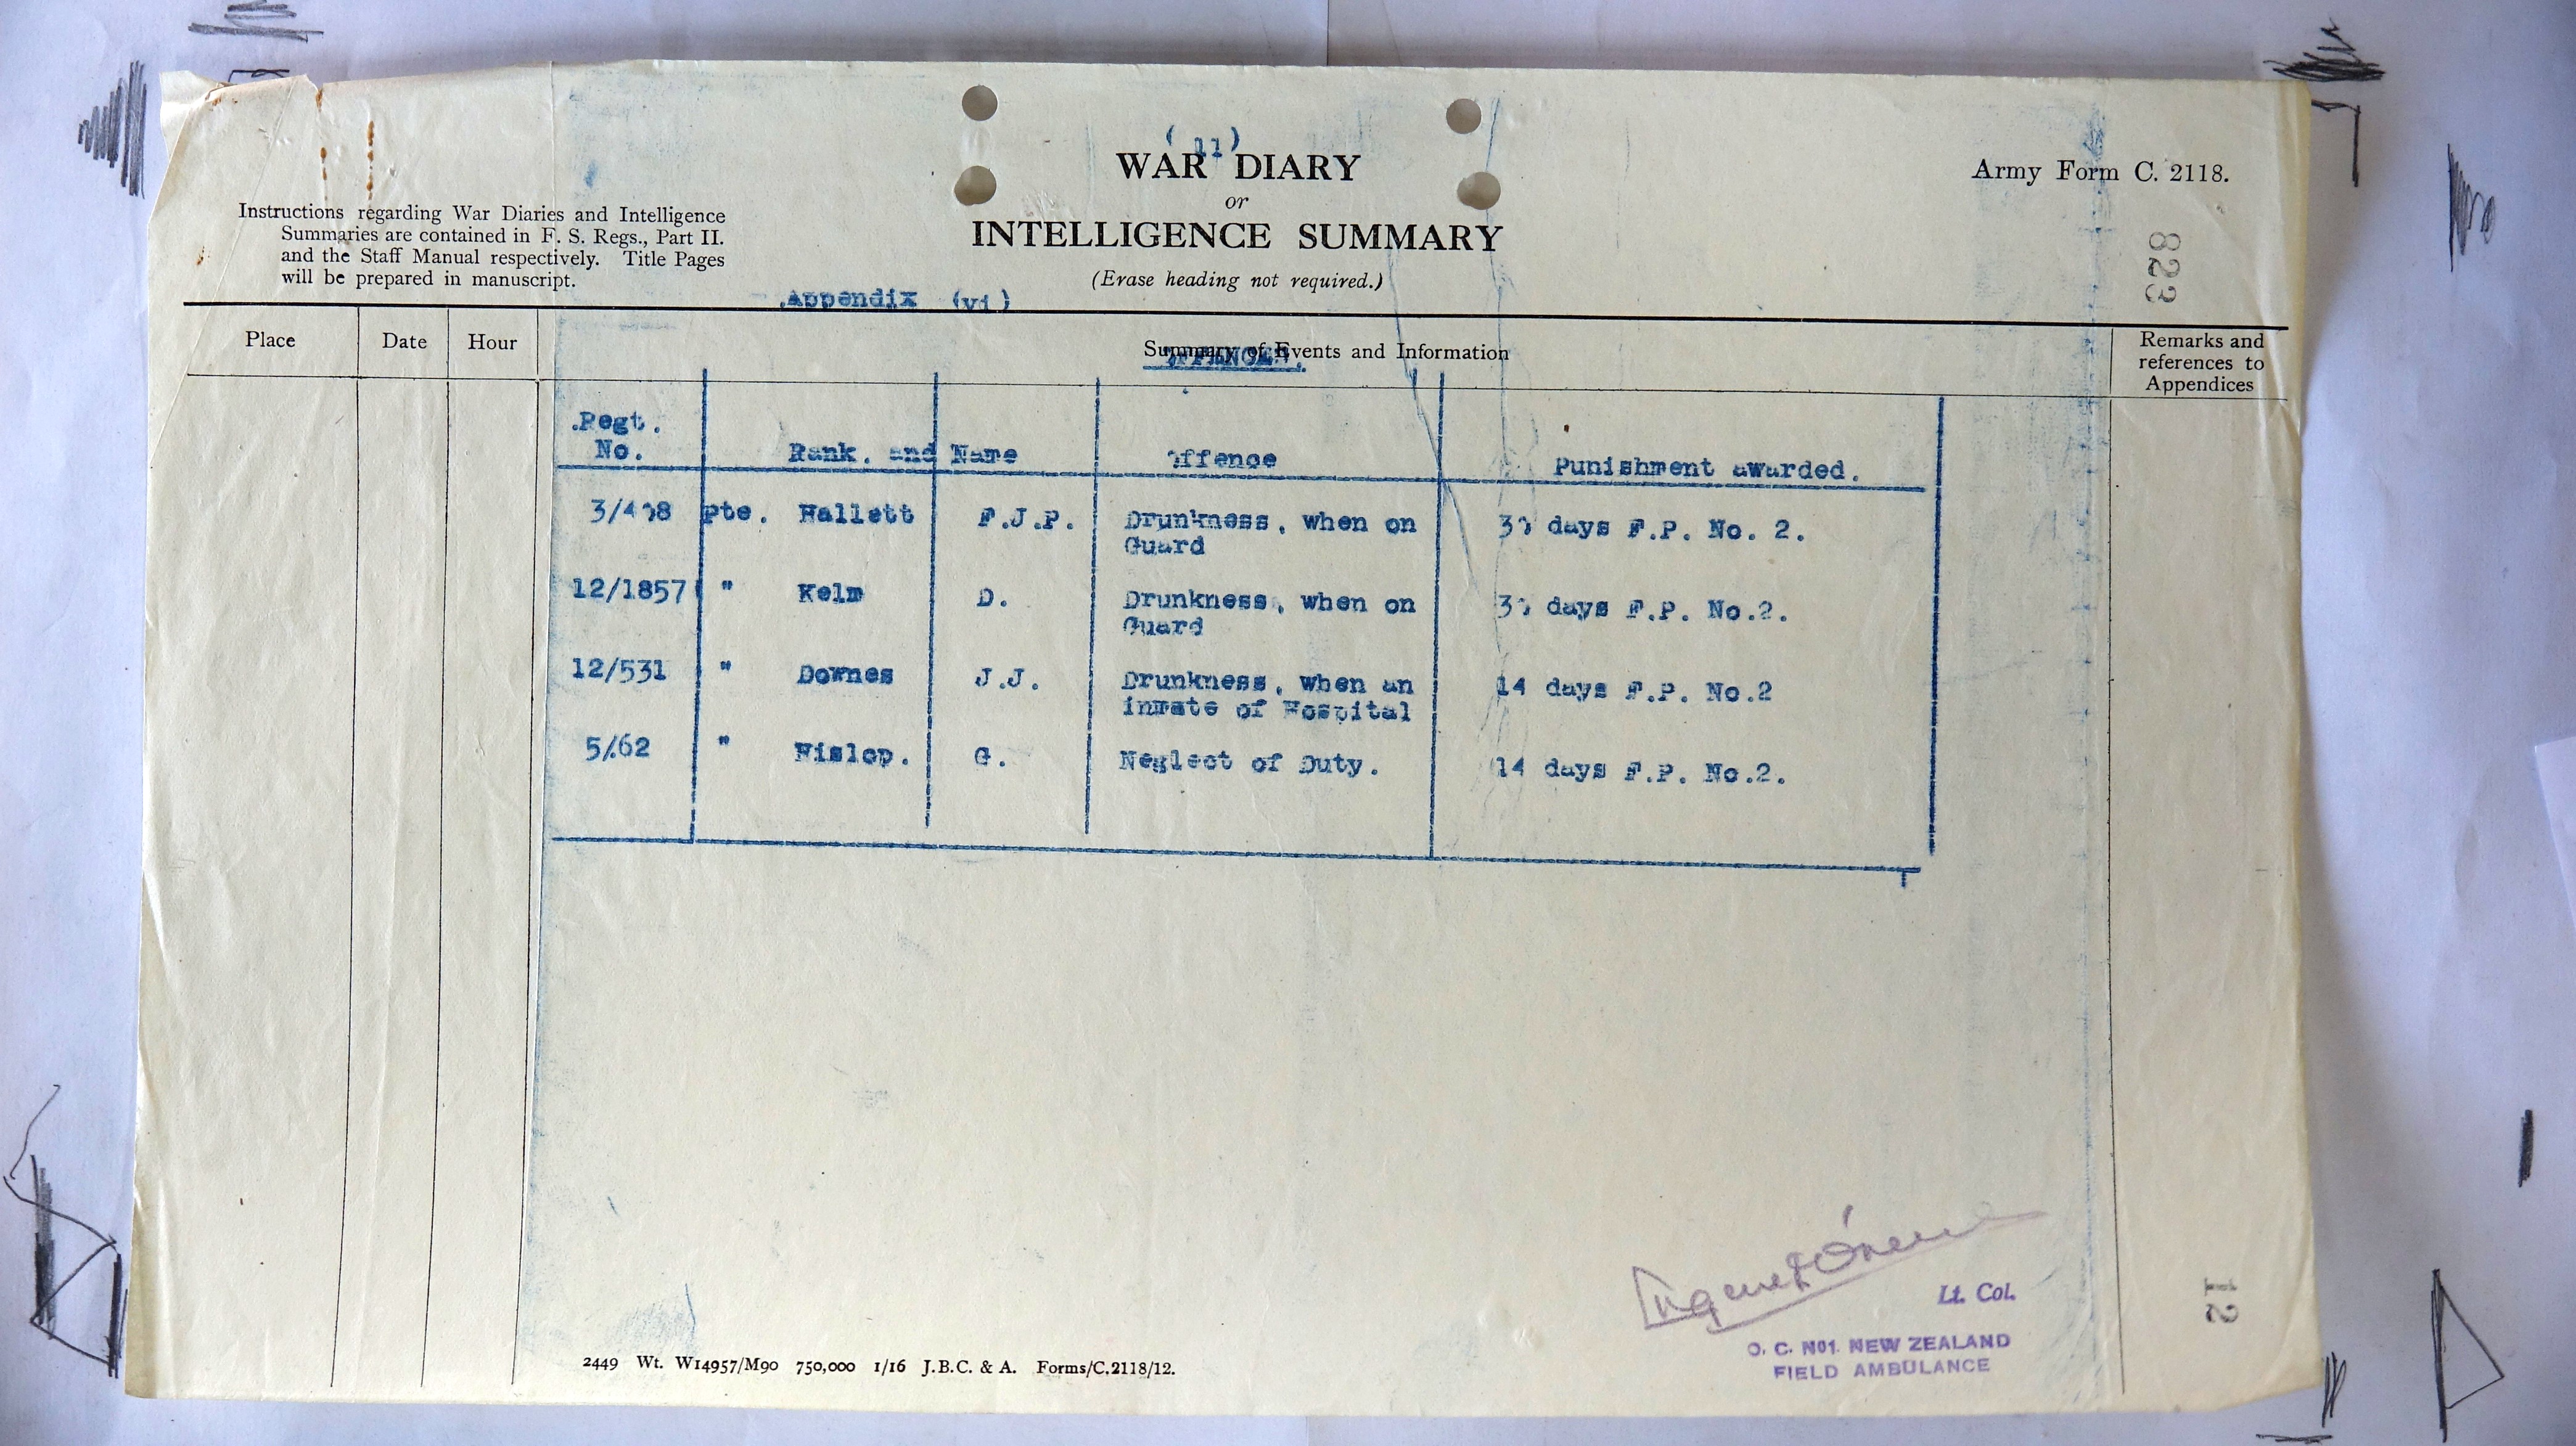 ( 11 )
WAR DIARY
or
INTELLIGENCE SUMMARY
(Erase heading not required.)
Army Form C. 2118.
823
Instructions regarding War Diaries and Intelligence
Summaries are contained in F. S. Regs., Part II.
and the Staff Manual respectively. Title Pages
will be prepared in manuscript.
Appendix (vi)
Place Date Hour Summary of Events and Information Remarks and
references to
Appendices
Regt.
No. Rank. and Name Offence Punishment awarded.
3/408 Pte. Hallett F.J.P. Drunkness, when on 30 days F.P. No. 2.
Guard
12/1857 " Kelm D. Drunkness, when on 30 days F.P. No.2.
Guard
12/531 " Downes J.J. Drunkness, when an 14 days F.P. No.2
inmate of Hospital
5/62 " Hislop. G. Neglect of Duty. 14 days F.P. No.2.
Lt. Col.
O. C. No1. NEW ZEALAND
FIELD AMBULANCE
12
2449 Wt. W14957/M90 750,000 1/16 J.B.C. & A. Forms/C.2118/12.